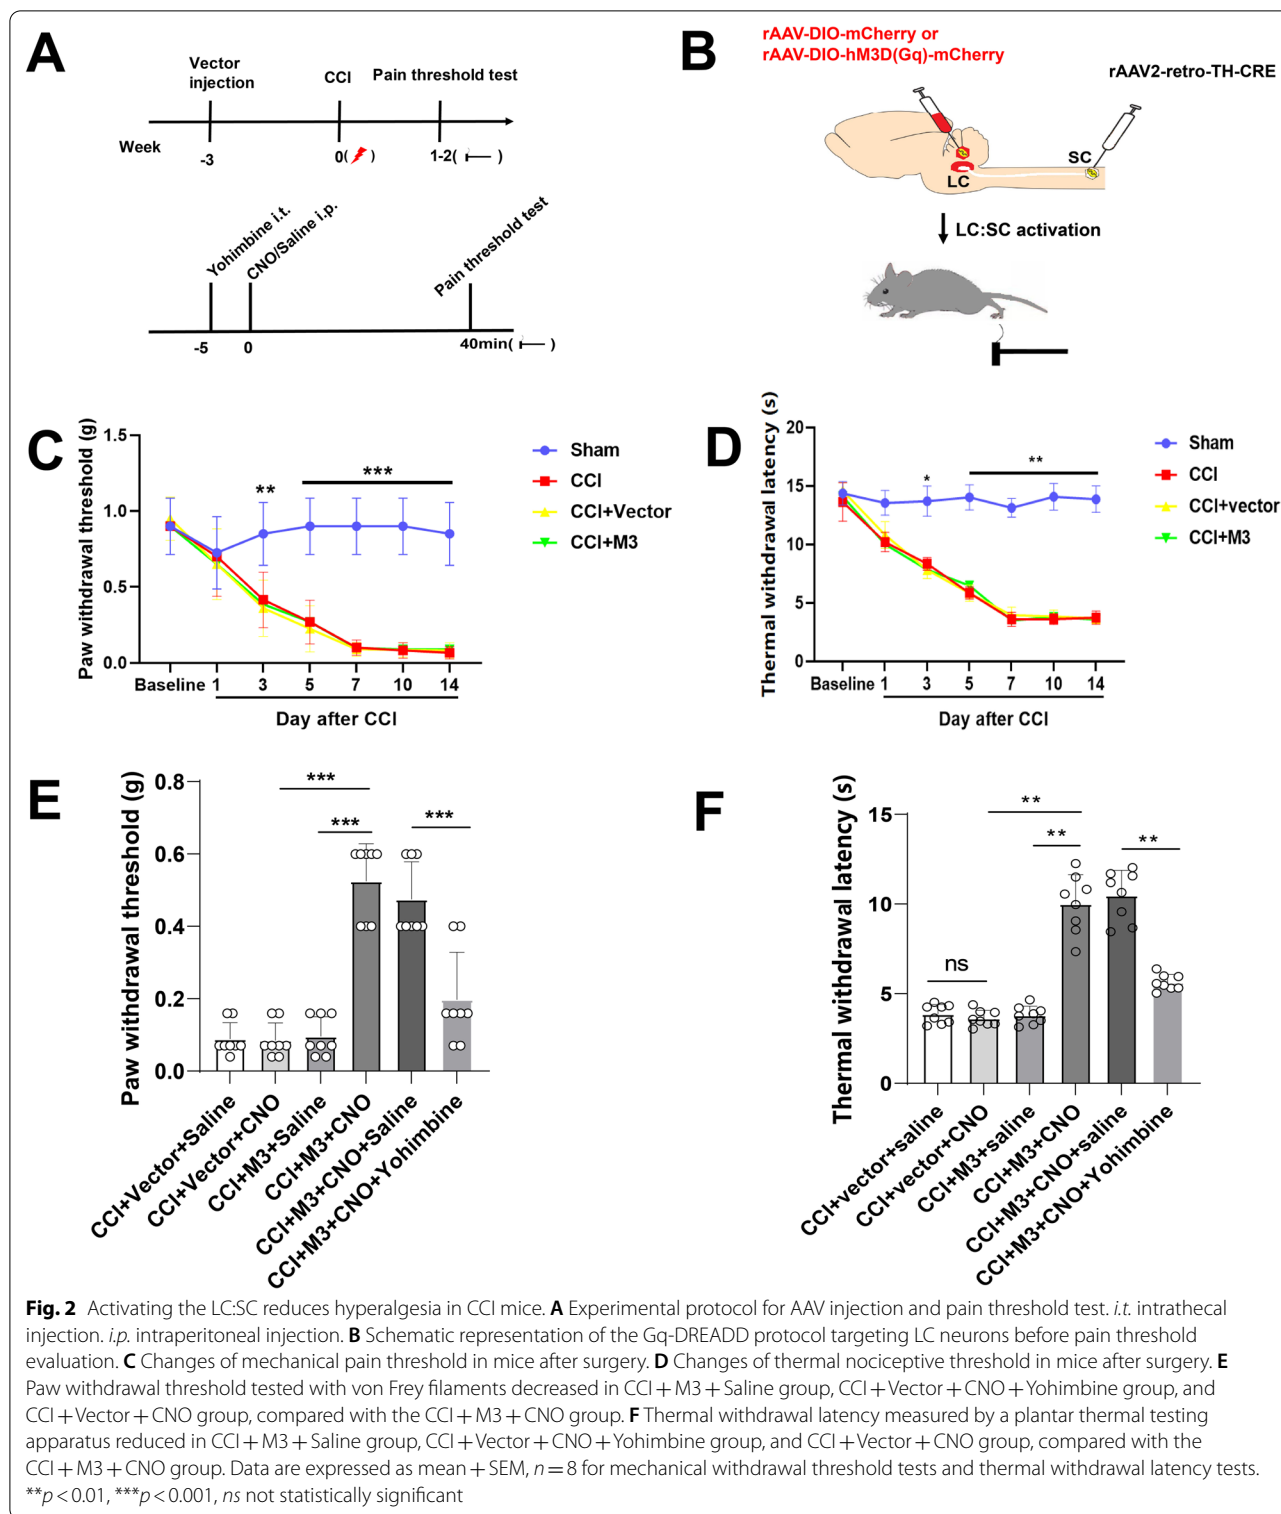 A
Vector
injection
CCI
Pain threshold test
Week
-3
0( )
1-2( )
Yohimbine i.t.
CNO/Saline i.p.
Pain threshold test
-5
0
40min( )
B
rAAV-DIO-mCherry or
rAAV-DIO-hM3D(Gq)-mCherry
rAAV2-retro-TH-CRE
SC
LC
LC:SC activation
C
Paw withdrawal threshold (g)
1.5
1.0
0.5
0.0
** ***
Baseline 1 3 5 7 10 14
Day after CCI
Sham
CCI
CCI+Vector
CCI+M3
D
Thermal withdrawal latency (s)
20
15
10
5
0
* **
Baseline 1 3 5 7 10 14
Day after CCI
Sham
CCI
CCI+vector
CCI+M3
E
Paw withdrawal threshold (g)
0.8
0.6
0.4
0.2
0.0
***
*** ***
CCI+Vector+Saline
CCI+Vector+CNO
CCI+M3+Saline
CCI+M3+CNO
CCI+M3+CNO+Saline
CCI+M3+CNO+Yohimbine
F
Thermal withdrawal latency (s)
15
10
5
0
**
** **
ns
CCI+vector+saline
CCI+vector+CNO
CCI+M3+saline
CCI+M3+CNO
CCI+M3+CNO+saline
CCI+M3+CNO+Yohimbine
Fig. 2 Activating the LC:SC reduces hyperalgesia in CCI mice. A Experimental protocol for AAV injection and pain threshold test. i.t. intrathecal
injection. i.p. intraperitoneal injection. B Schematic representation of the Gq-DREADD protocol targeting LC neurons before pain threshold
evaluation. C Changes of mechanical pain threshold in mice after surgery. D Changes of thermal nociceptive threshold in mice after surgery. E
Paw withdrawal threshold tested with von Frey filaments decreased in CCI + M3 + Saline group, CCI + Vector + CNO + Yohimbine group, and
CCI + Vector + CNO group, compared with the CCI + M3 + CNO group. F Thermal withdrawal latency measured by a plantar thermal testing
apparatus reduced in CCI + M3 + Saline group, CCI + Vector + CNO + Yohimbine group, and CCI + Vector + CNO group, compared with the
CCI + M3 + CNO group. Data are expressed as mean + SEM, n = 8 for mechanical withdrawal threshold tests and thermal withdrawal latency tests.
**p < 0.01, ***p < 0.001, ns not statistically significant